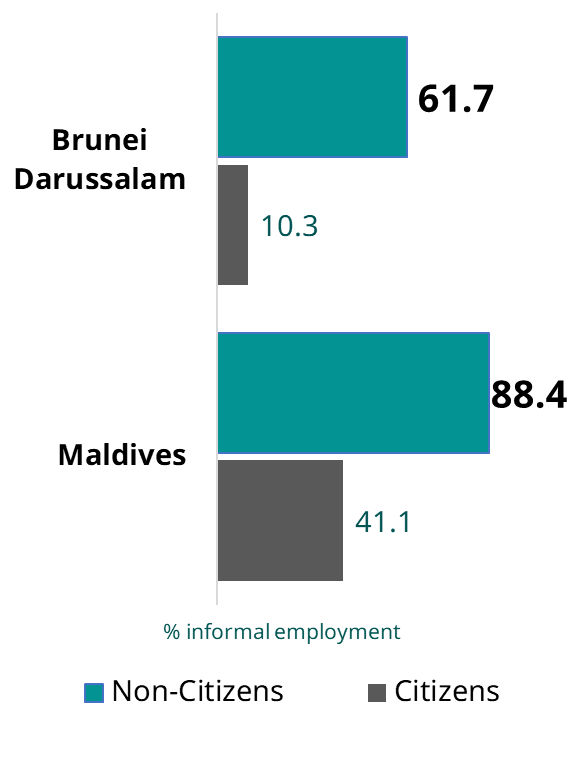 61.7
Brunei
Darussalam
10.3
88.4
Maldives
41.1
% informal employment
Non-Citizens
Citizens